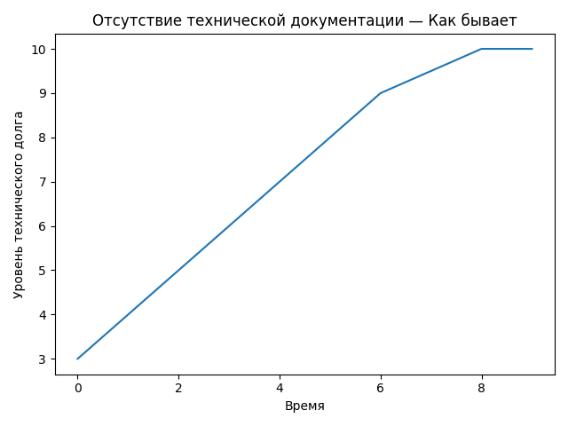 Отсутствие технической документации — Как бывает
Уровень технического долга
10
9
8
7
6
5
4
3
0 2 4 6 8
Время